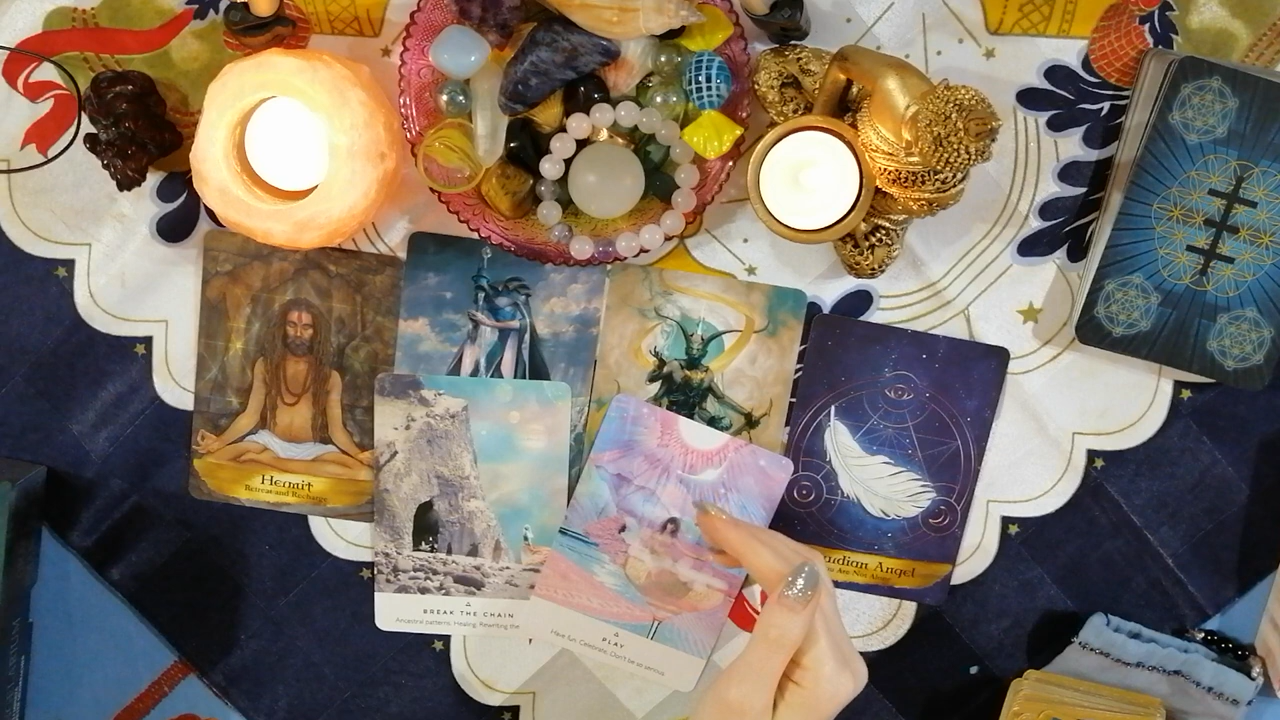 Hermit
Retreat and Recharge
BREAK THE CHAIN
Ancestral patterns. Healing. Rewriting the
PLAY
Have fun. Celebrate. Don't be so serious
Angel
You Are Not Alone